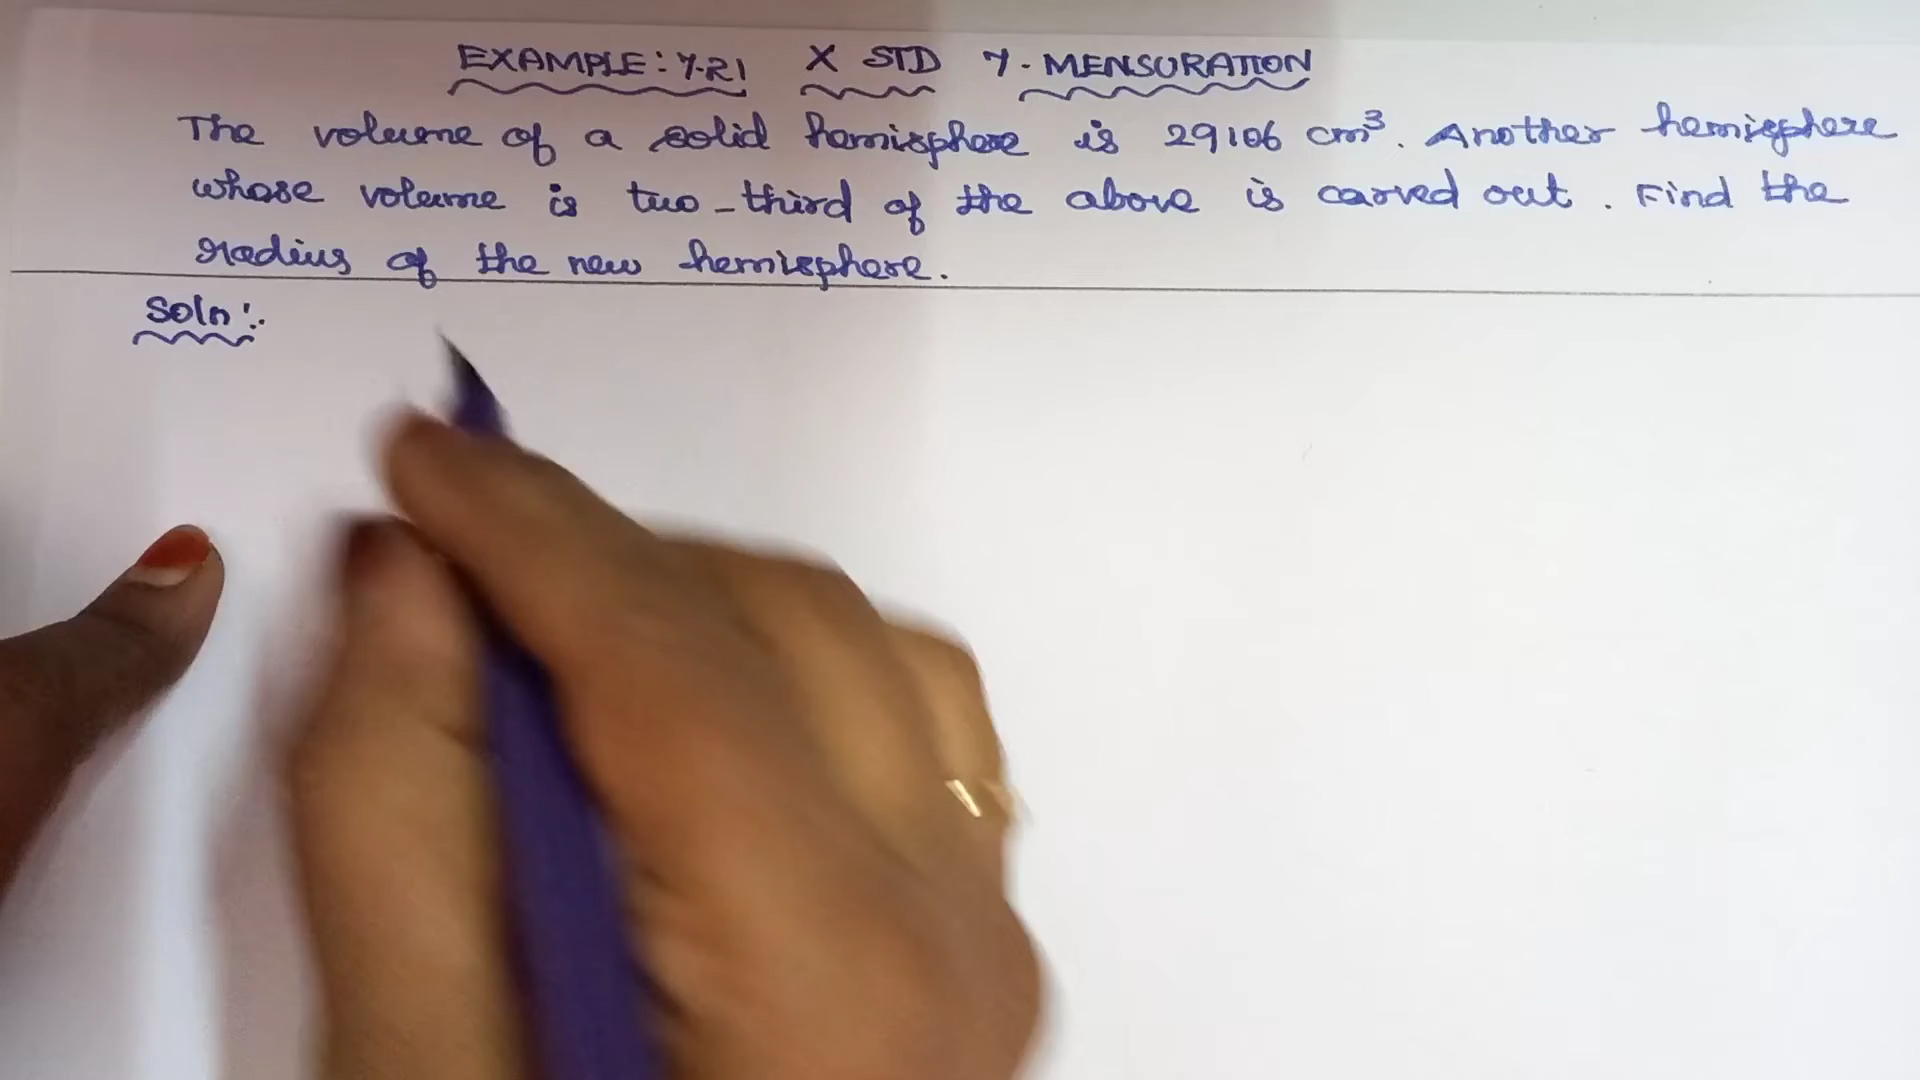 EXAMPLE: 7.21 X STD 7. MENSURATION
The volume of a solid hemisphere is 29106 cm³. Another hemisphere
whose volume is two-third of the above is carved out. Find the
radius of the new hemisphere.
Soln: